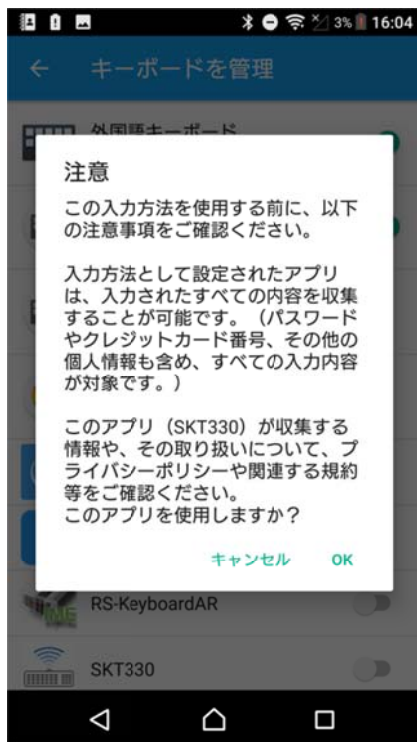 3% 16:04
キーボードを管理
外国語キーボード
注意
この入力方法を使用する前に、以下
の注意事項をご確認ください。
入力方法として設定されたアプリ
は、入力されたすべての内容を収集
することが可能です。（パスワード
やクレジットカード番号、その他の
個人情報も含め、すべての入力内容
が対象です。）
このアプリ（SKT330）が収集する
情報や、その取り扱いについて、プ
ライバシーポリシーや関連する規約
等をご確認ください。
このアプリを使用しますか？
キャンセル OK
RS-KeyboardAR
SKT330